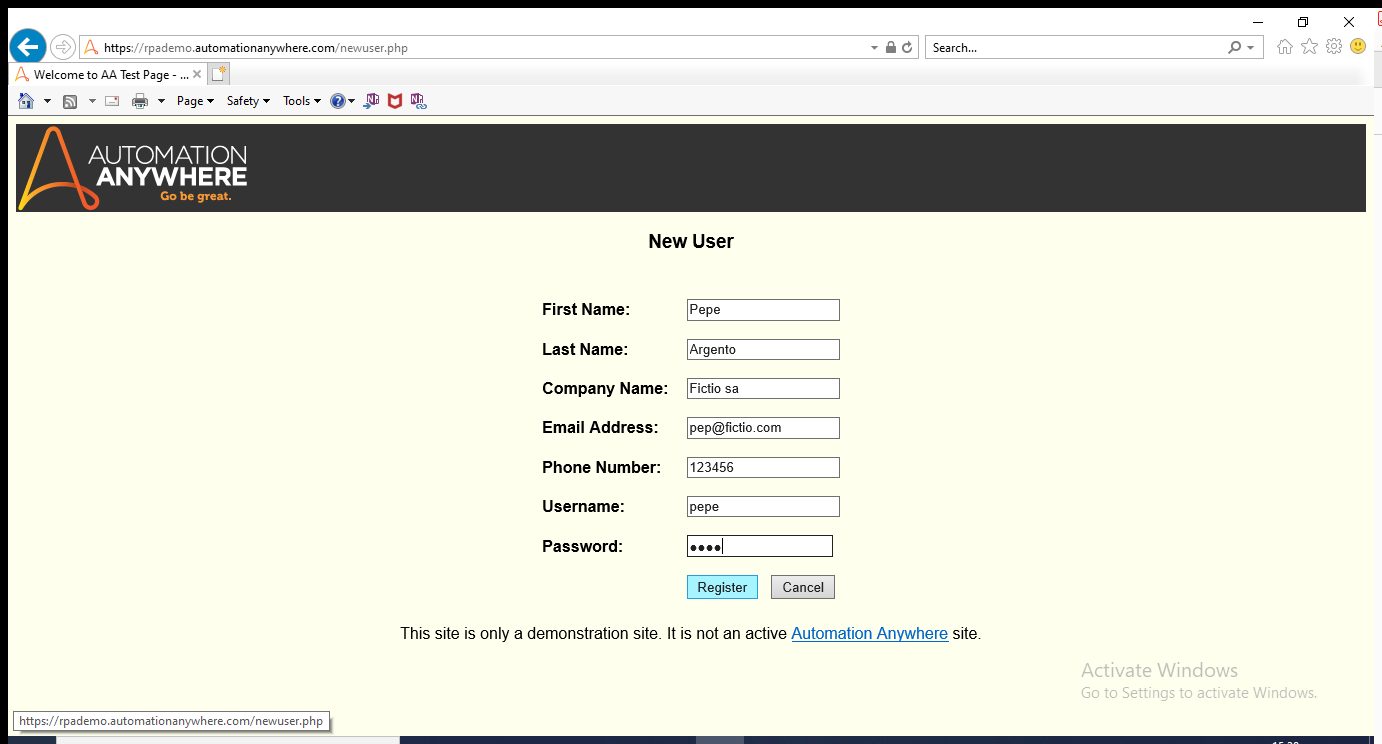 https://rpademo.automationanywhere.com/newuser.php
Search...
Welcome to AA Test Page - ...
Page Safety Tools
AUTOMATION
ANYWHERE
Go be great.
New User
First Name: Pepe
Last Name: Argento
Company Name: Fictio sa
Email Address: pep@fictio.com
Phone Number: 123456
Username: pepe
Password: ••••
Register Cancel
This site is only a demonstration site. It is not an active Automation Anywhere site.
Activate Windows
Go to Settings to activate Windows.
https://rpademo.automationanywhere.com/newuser.php